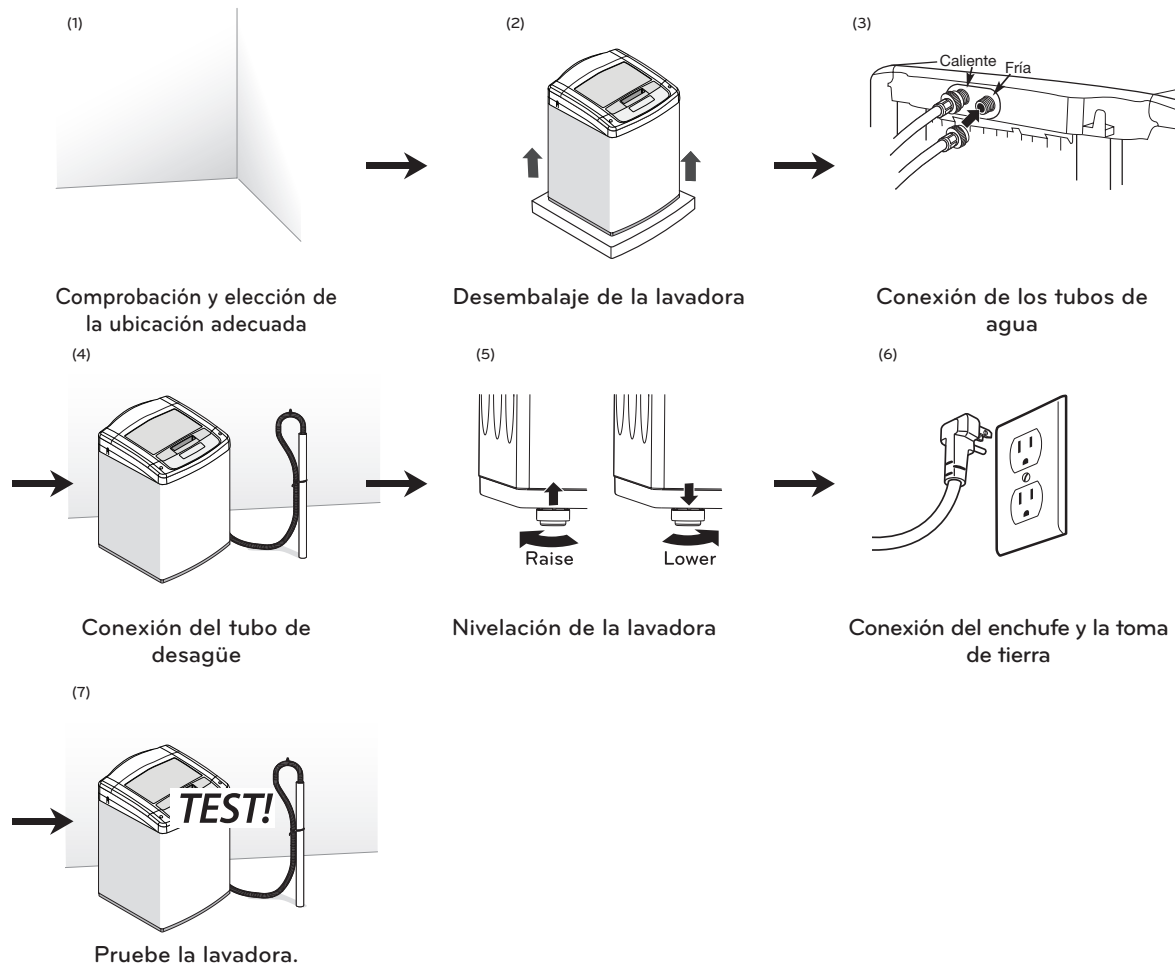 (1)
(2)
(3)
Caliente
Fría
Comprobación y elección de
la ubicación adecuada
Desembalaje de la lavadora
Conexión de los tubos de
agua
(4)
(5)
(6)
Raise
Lower
Conexión del tubo de
desagüe
Nivelación de la lavadora
Conexión del enchufe y la toma
de tierra
(7)
TEST!
Pruebe la lavadora.